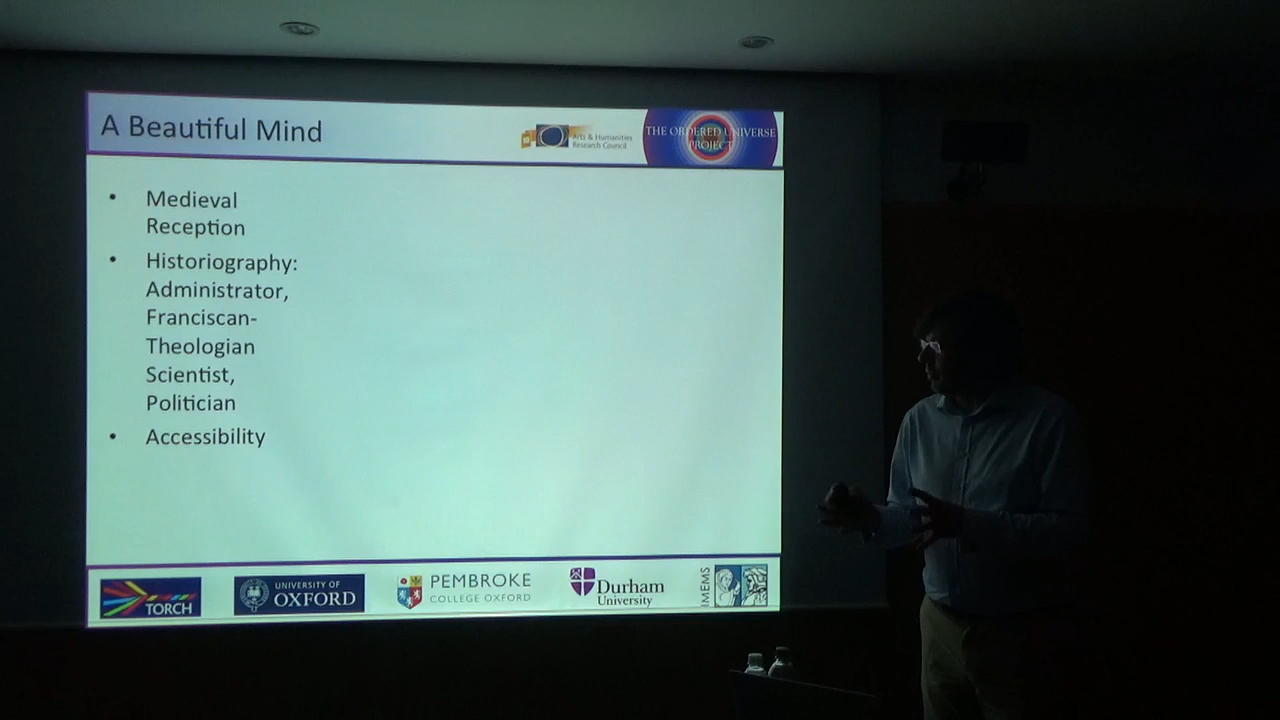 A Beautiful Mind
Arts & Humanities
Research Council
THE ORDERED UNIVERSE
PROJECT
• Medieval
Reception
• Historiography:
Administrator,
Franciscan-
Theologian
Scientist,
Politician
• Accessibility
TORCH
UNIVERSITY OF
OXFORD
PEMBROKE
COLLEGE OXFORD
Durham
University
IMEMS